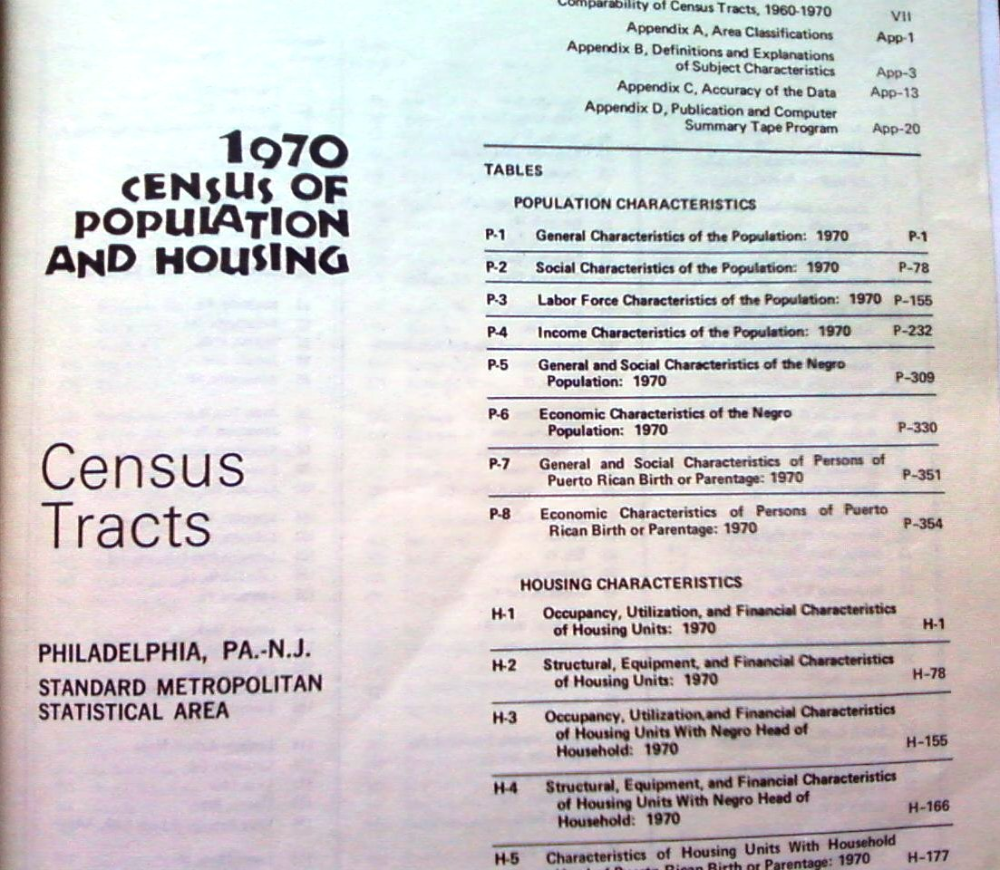 1970
CENSUS OF
POPULATION
AND HOUSING
Census
Tracts
PHILADELPHIA, PA.-N.J.
STANDARD METROPOLITAN
STATISTICAL AREA
Comparability of Census Tracts, 1960-1970 VII
Appendix A, Area Classifications App-1
Appendix B, Definitions and Explanations
of Subject Characteristics App-3
Appendix C, Accuracy of the Data App-13
Appendix D, Publication and Computer
Summary Tape Program App-20
TABLES
POPULATION CHARACTERISTICS
P-1 General Characteristics of the Population: 1970 P-1
P-2 Social Characteristics of the Population: 1970 P-78
P-3 Labor Force Characteristics of the Population: 1970 P-155
P-4 Income Characteristics of the Population: 1970 P-232
P-5 General and Social Characteristics of the Negro
Population: 1970 P-309
P-6 Economic Characteristics of the Negro
Population: 1970 P-330
P-7 General and Social Characteristics of Persons of
Puerto Rican Birth or Parentage: 1970 P-351
P-8 Economic Characteristics of Persons of Puerto
Rican Birth or Parentage: 1970 P-354
HOUSING CHARACTERISTICS
H-1 Occupancy, Utilization, and Financial Characteristics
of Housing Units: 1970 H-1
H-2 Structural, Equipment, and Financial Characteristics
of Housing Units: 1970 H-78
H-3 Occupancy, Utilization,and Financial Characteristics
of Housing Units With Negro Head of
Household: 1970 H-155
H-4 Structural, Equipment, and Financial Characteristics
of Housing Units With Negro Head of
Household: 1970 H-166
H-5 Characteristics of Housing Units With Household
Head of Puerto Rican Birth or Parentage: 1970 H-177